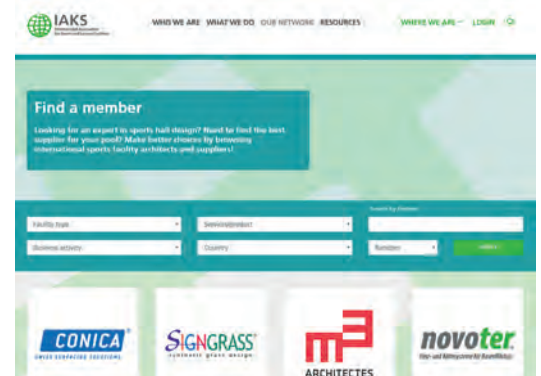 IAKS
WHO WE ARE WHAT WE DO OUR NETWORK RESOURCES WHERE WE ARE LOGIN
Find a member
Looking for an expert in sports hall design? Need to find the best
supplier for your pool? Make better choices by browsing
international sports facility architects and suppliers!
Facility type
Service/product
Business activity
Country
CONICA
SWISS SURFACING SOLUTIONS
SIGNGRASS
synthetic grass design
m3
ARCHITECTES
novoter